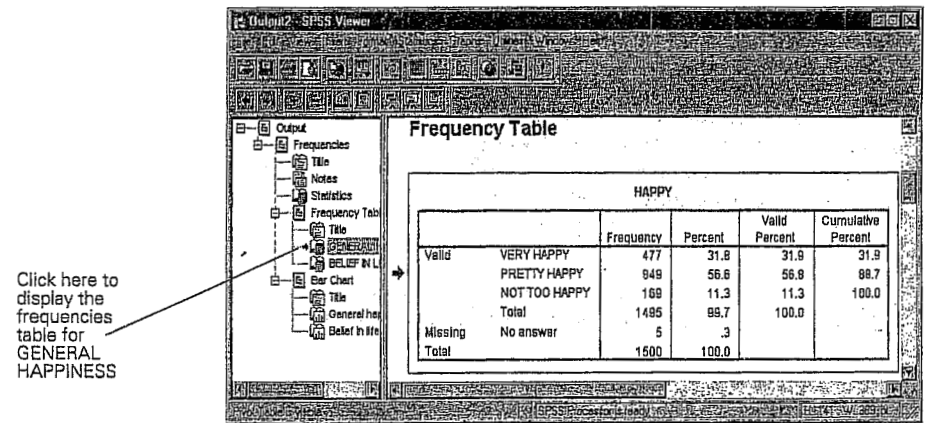 Output2 - SPSS Viewer
Output
Frequencies
Title
Notes
Statistics
Frequency Tabl
Title
GENERAL
BELIEF IN L
Bar Chart
Title
General hap
Belief in life
Click here to
display the
frequencies
table for
GENERAL
HAPPINESS
Frequency Table
HAPPY
Frequency Percent Valid Percent Cumulative Percent
Valid VERY HAPPY 477 31.8 31.9 31.9
PRETTY HAPPY 849 56.6 56.8 88.7
NOT TOO HAPPY 169 11.3 11.3 100.0
Total 1495 99.7 100.0
Missing No answer 5 .3
Total 1500 100.0
SPSS Processor is ready